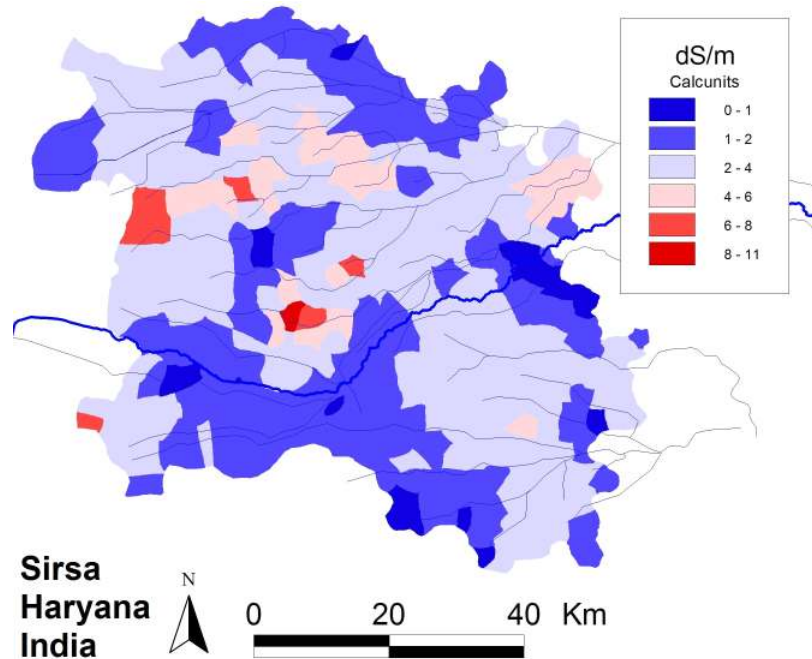 dS/m
Calcunits
0 - 1
1 - 2
2 - 4
4 - 6
6 - 8
8 - 11
Sirsa
Haryana
India
N
0 20 40 Km